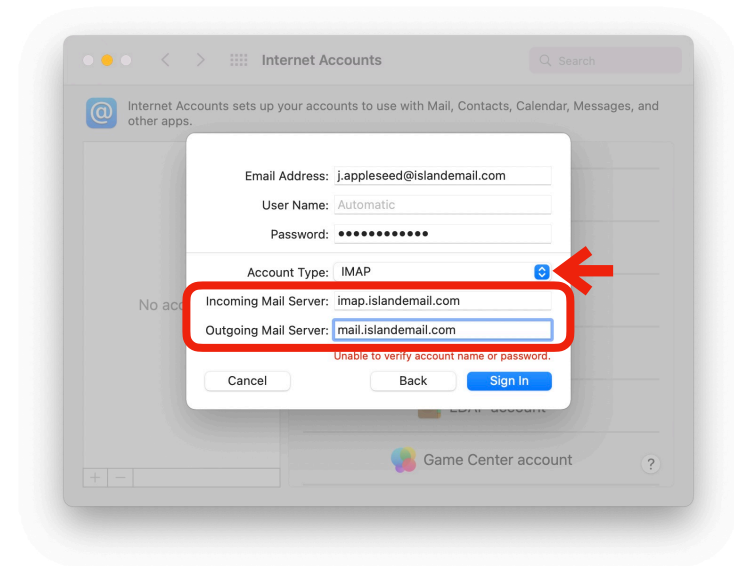 Internet Accounts
Search
Internet Accounts sets up your accounts to use with Mail, Contacts, Calendar, Messages, and
other apps.
Email Address: j.appleseed@islandemail.com
User Name: Automatic
Password: ••••••••••••
Account Type: IMAP
No acc
Incoming Mail Server: imap.islandemail.com
Outgoing Mail Server: mail.islandemail.com
Unable to verify account name or password.
Cancel Back Sign In
account
Game Center account
?
+ −